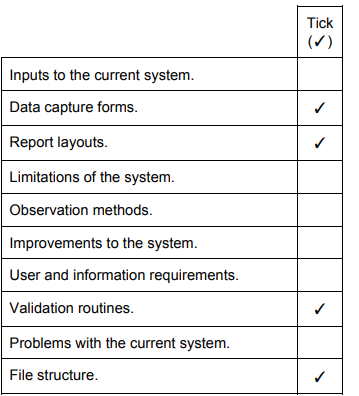 Tick
(✓)
Inputs to the current system.
Data capture forms. ✓
Report layouts. ✓
Limitations of the system.
Observation methods.
Improvements to the system.
User and information requirements.
Validation routines. ✓
Problems with the current system.
File structure. ✓